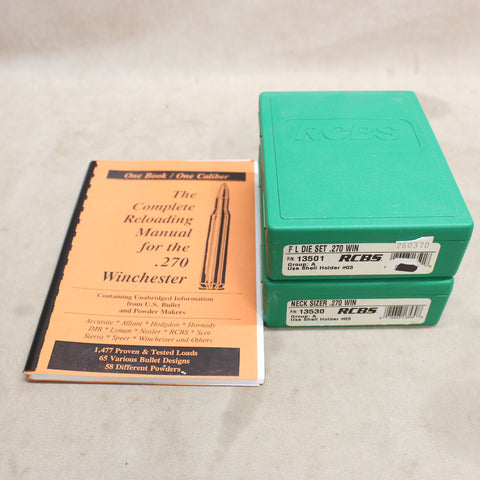 One Book / One Caliber
The
Complete
Reloading
Manual
for the
.270
Winchester
Containing Unabridged Information
from U.S. Bullet
and Powder Makers
Accurate * Alliant * Hodgdon * Hornady
IMR * Lyman * Nosler * RCBS * Scot
Sierra * Speer * Winchester and Others
1,477 Proven & Tested Loads
65 Various Bullet Designs
58 Different Powders
RCBS
F L DIE SET .270 WIN
260370
P/N 13501 RCBS
Group: A
Use Shell Holder #03
NECK SIZER .270 WIN
P/N 13530 RCBS
Group: A
Use Shell Holder #03